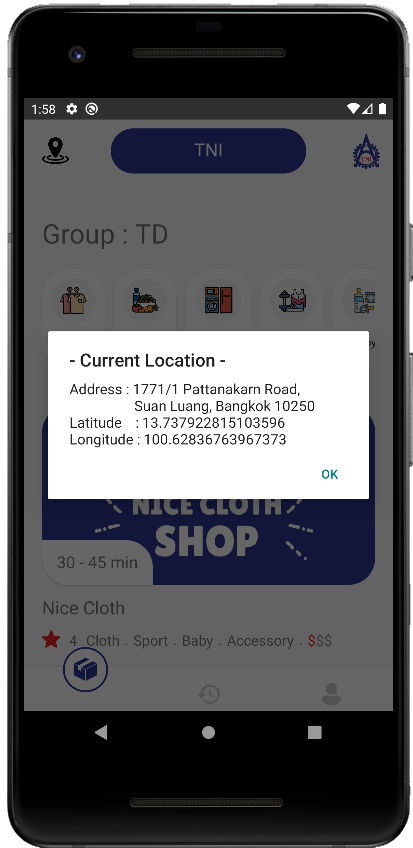 1:58
TNI
TNI
Group : TD
- Current Location -
Address : 1771/1 Pattanakarn Road,
Suan Luang, Bangkok 10250
Latitude : 13.737922815103596
Longitude : 100.62836763967373
OK
NICE CLOTH
SHOP
30 - 45 min
Nice Cloth
4 Cloth . Sport . Baby . Accessory . $$$